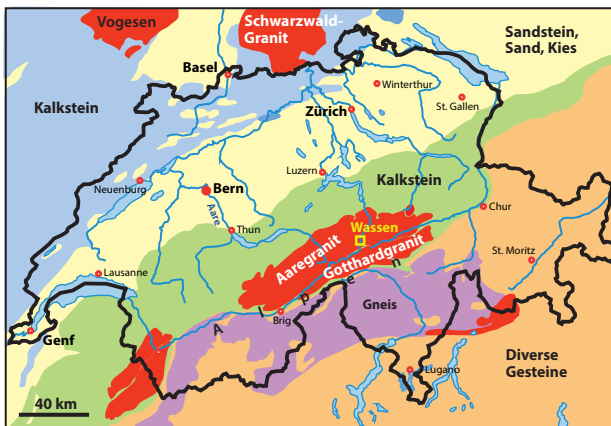 Vogesen
Schwarzwald-
Granit
Sandstein,
Sand, Kies
Basel
Kalkstein
Winterthur
Zürich
St. Gallen
Luzern
Kalkstein
Neuenburg
Bern
Aare
Thun
Wassen
Chur
Aaregranit
Gotthardgranit
St. Moritz
Lausanne
Gneis
Alpen
Brig
Genf
Lugano
Diverse
Gesteine
40 km